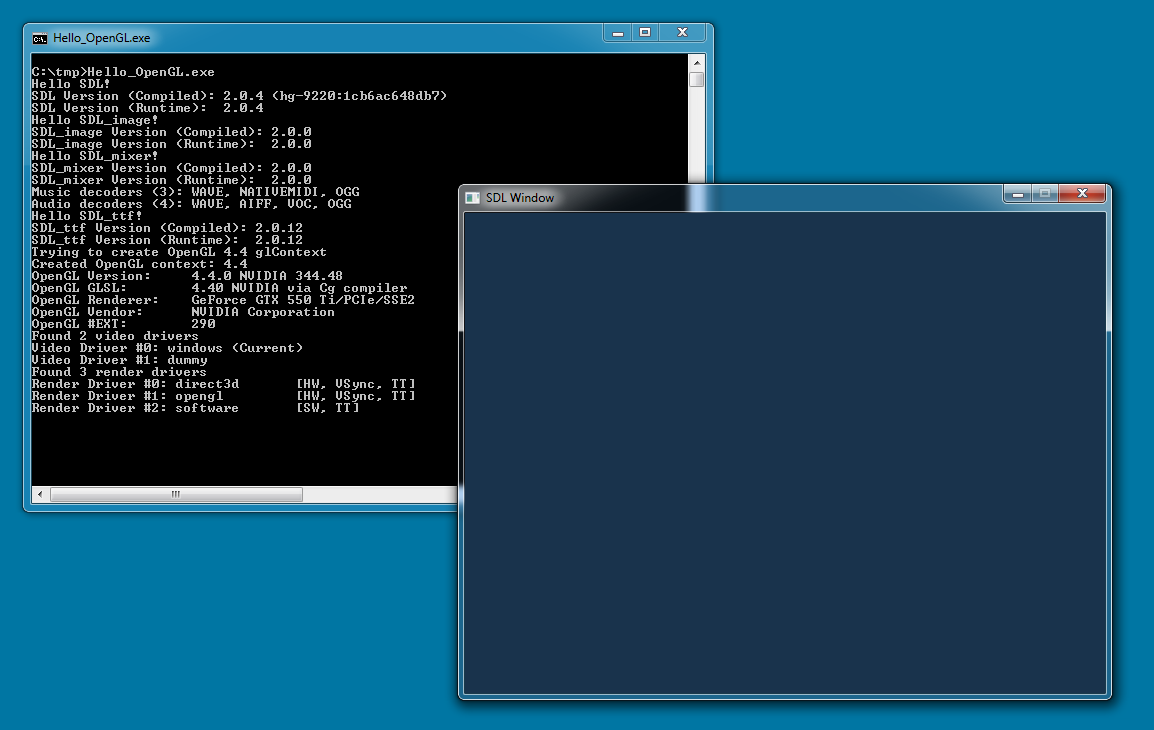 Hello_OpenGL.exe
C:\tmp>Hello_OpenGL.exe
Hello SDL!
SDL Version (Compiled): 2.0.4 (hg-9220:1cb6ac648db7)
SDL Version (Runtime):  2.0.4
Hello SDL_image!
SDL_image Version (Compiled): 2.0.0
SDL_image Version (Runtime):  2.0.0
Hello SDL_mixer!
SDL_mixer Version (Compiled): 2.0.0
SDL_mixer Version (Runtime):  2.0.0
Music decoders (3): WAVE, NATIVEMIDI, OGG
Audio decoders (4): WAVE, AIFF, VOC, OGG
Hello SDL_ttf!
SDL_ttf Version (Compiled): 2.0.12
SDL_ttf Version (Runtime):  2.0.12
Trying to create OpenGL 4.4 glContext
Created OpenGL context: 4.4
OpenGL Version:     4.4.0 NVIDIA 344.48
OpenGL GLSL:        4.40 NVIDIA via Cg compiler
OpenGL Renderer:    GeForce GTX 550 Ti/PCIe/SSE2
OpenGL Vendor:      NVIDIA Corporation
OpenGL #EXT:        290
Found 2 video drivers
Video Driver #0: windows (Current)
Video Driver #1: dummy
Found 3 render drivers
Render Driver #0: direct3d       [HW, VSync, TT]
Render Driver #1: opengl         [HW, VSync, TT]
Render Driver #2: software       [SW, TT]
SDL Window